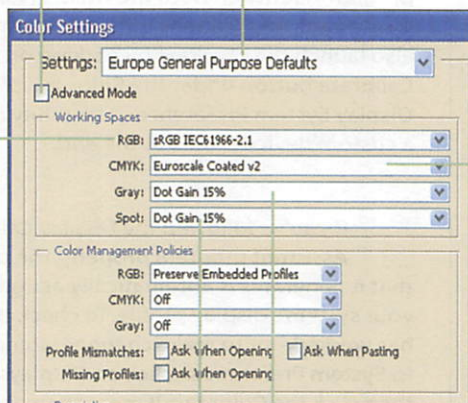 Color Settings
Settings: Europe General Purpose Defaults
Advanced Mode
Working Spaces
RGB: sRGB IEC61966-2.1
CMYK: Euroscale Coated v2
Gray: Dot Gain 15%
Spot: Dot Gain 15%
Color Management Policies
RGB: Preserve Embedded Profiles
CMYK: Off
Gray: Off
Profile Mismatches: Ask When Opening Ask When Pasting
Missing Profiles: Ask When Opening